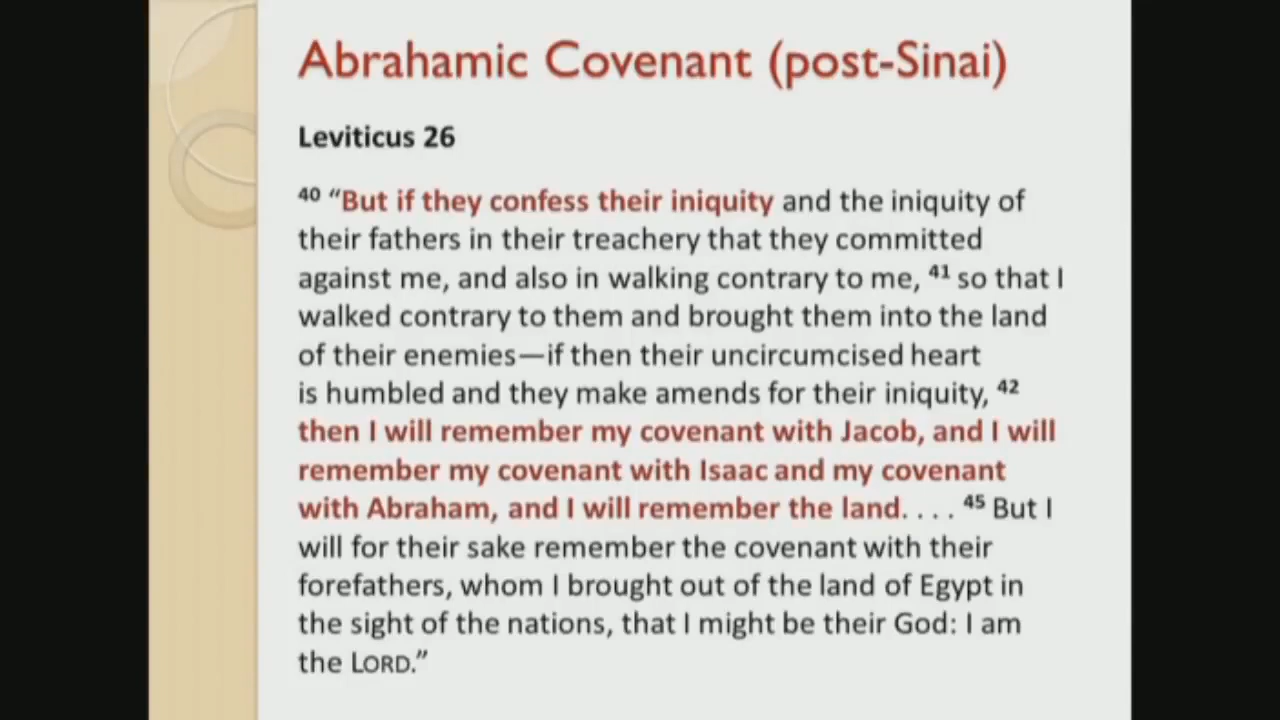 Abrahamic Covenant (post-Sinai)
Leviticus 26
⁴⁰ “But if they confess their iniquity and the iniquity of
their fathers in their treachery that they committed
against me, and also in walking contrary to me, ⁴¹ so that I
walked contrary to them and brought them into the land
of their enemies—if then their uncircumcised heart
is humbled and they make amends for their iniquity, ⁴²
then I will remember my covenant with Jacob, and I will
remember my covenant with Isaac and my covenant
with Abraham, and I will remember the land. . . . ⁴⁵ But I
will for their sake remember the covenant with their
forefathers, whom I brought out of the land of Egypt in
the sight of the nations, that I might be their God: I am
the LORD.”